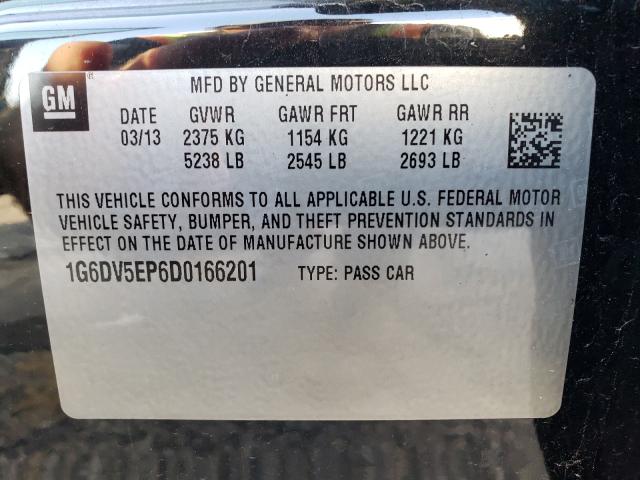 GM
MFD BY GENERAL MOTORS LLC
DATE GVWR GAWR FRT GAWR RR
03/13 2375 KG 1154 KG 1221 KG
5238 LB 2545 LB 2693 LB
THIS VEHICLE CONFORMS TO ALL APPLICABLE U.S. FEDERAL MOTOR
VEHICLE SAFETY, BUMPER, AND THEFT PREVENTION STANDARDS IN
EFFECT ON THE DATE OF MANUFACTURE SHOWN ABOVE.
1G6DV5EP6D0166201 TYPE: PASS CAR